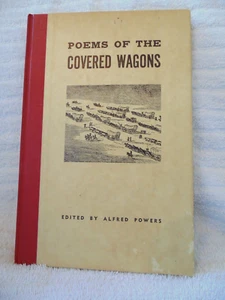 POEMS OF THE
COVERED WAGONS
EDITED BY ALFRED POWERS